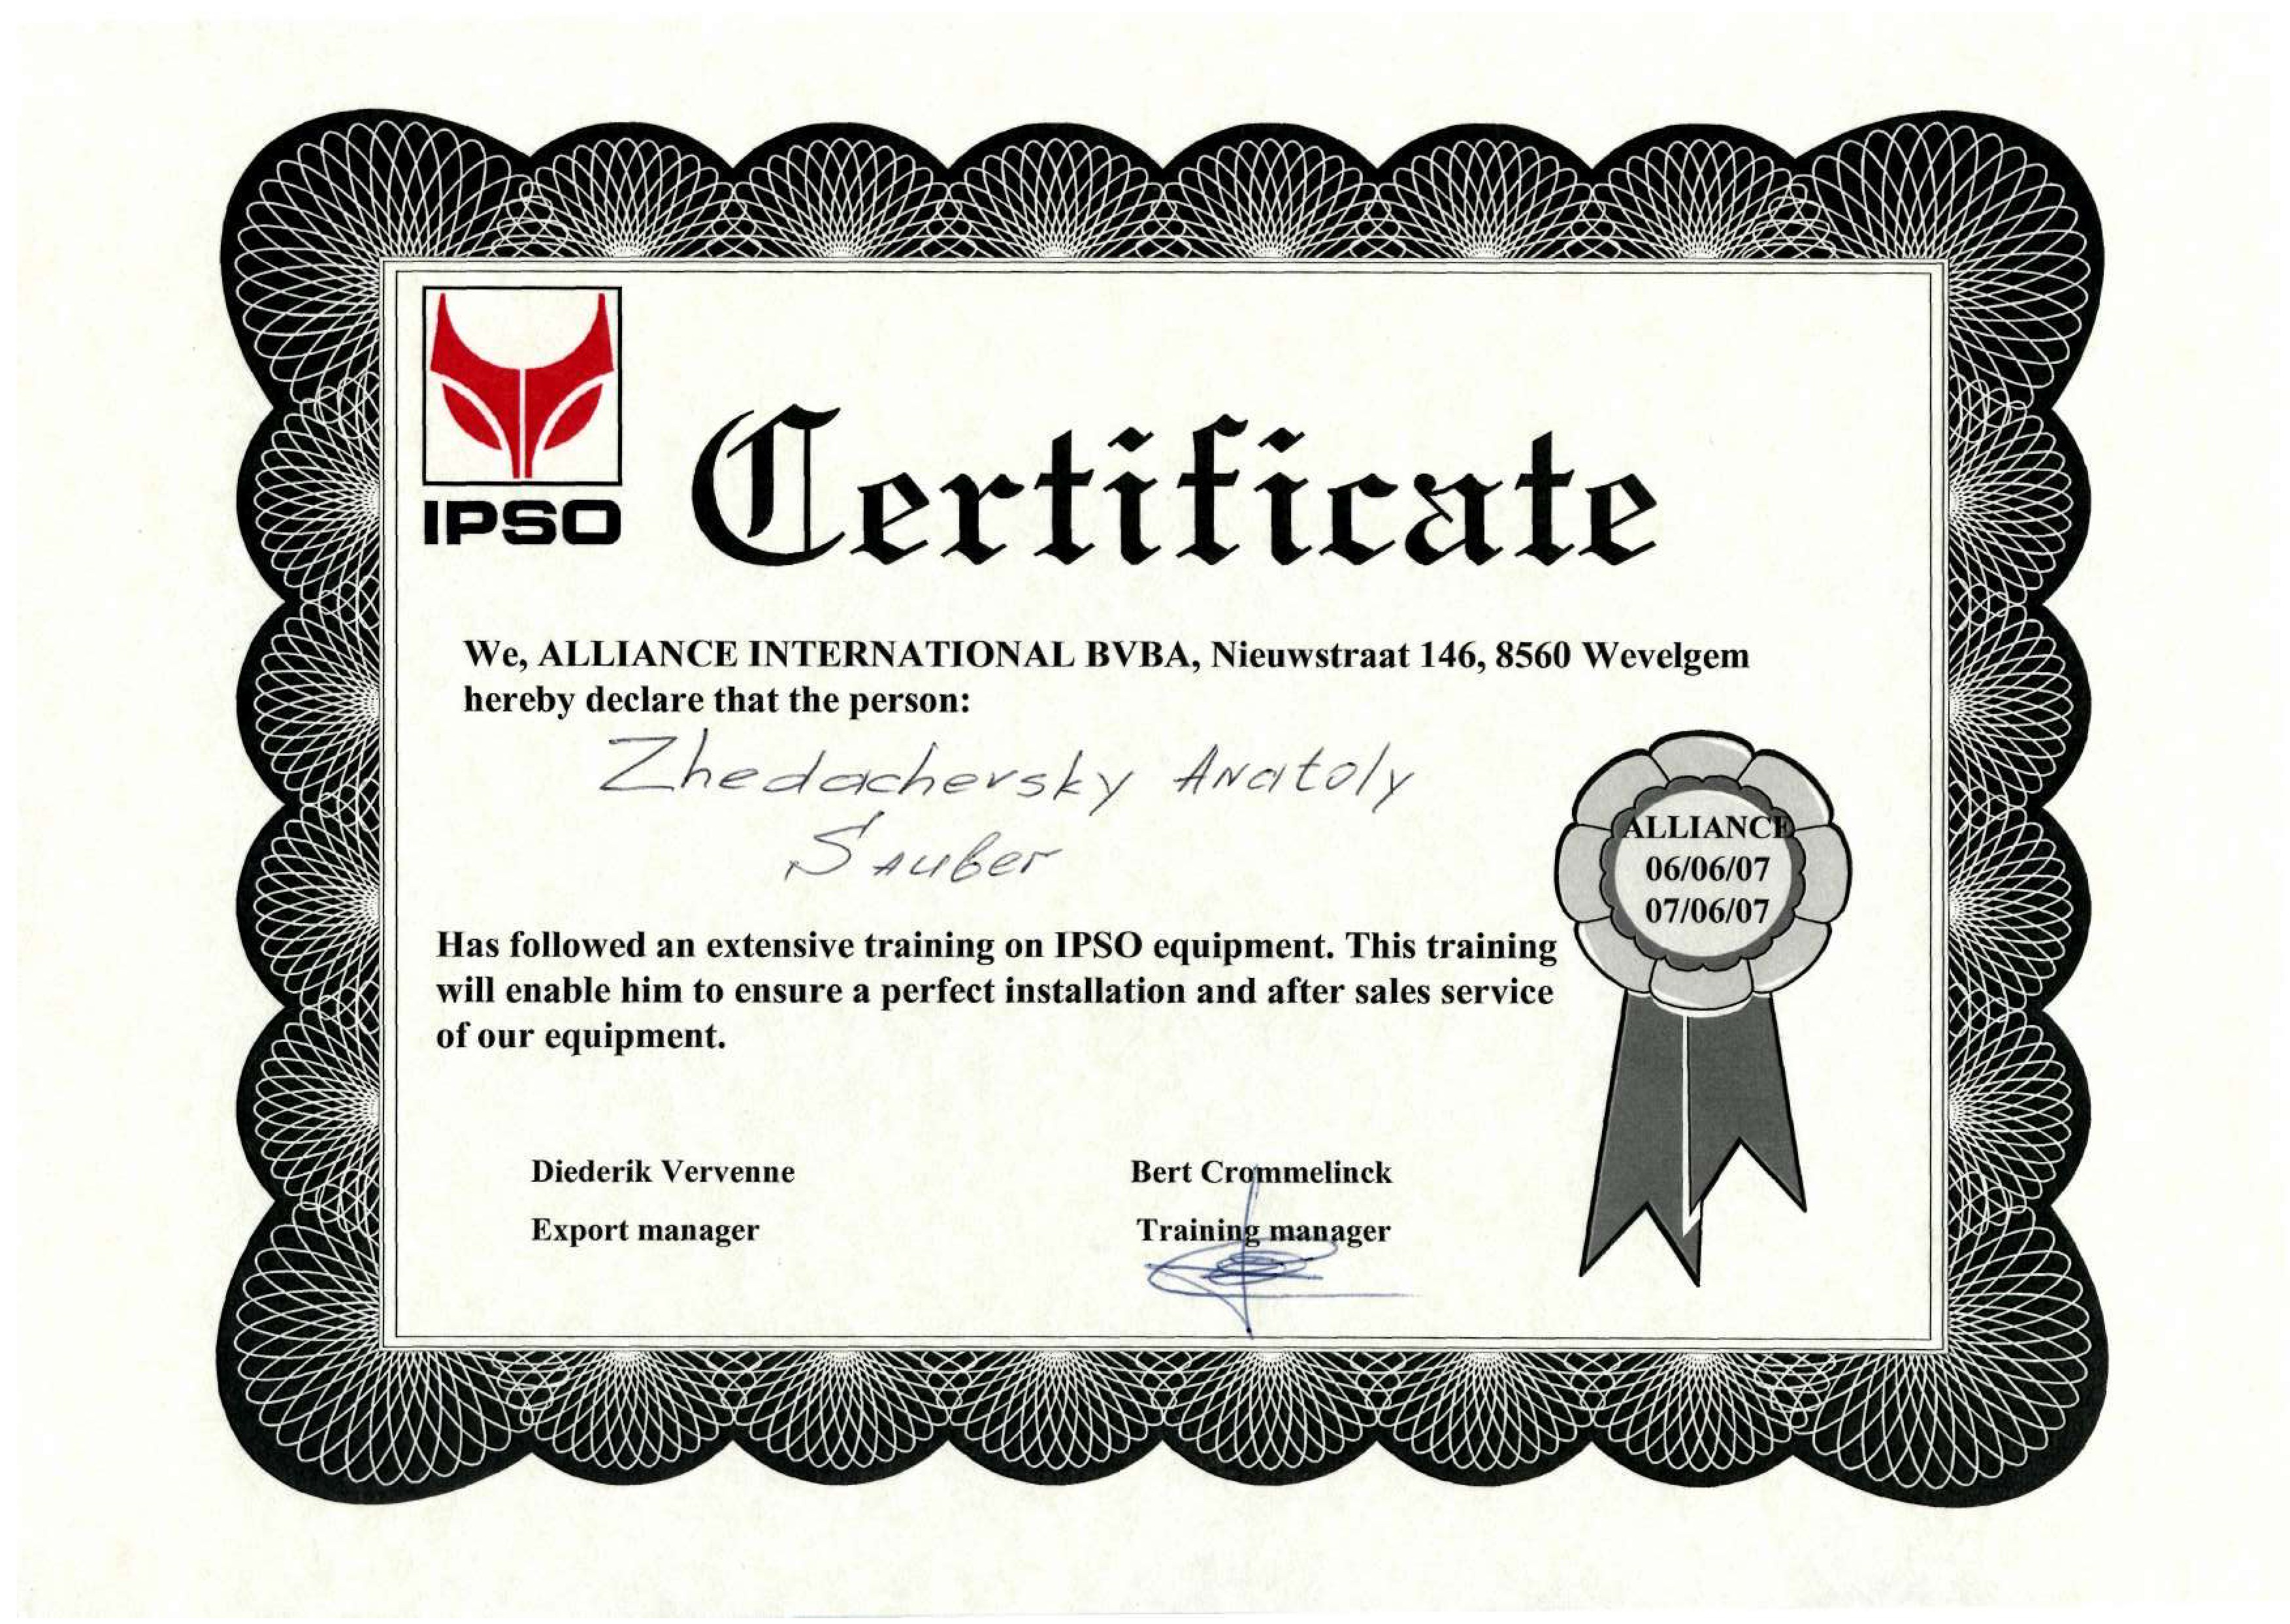 IPSO
Certificate
We, ALLIANCE INTERNATIONAL BVBA, Nieuwstraat 146, 8560 Wevelgem
hereby declare that the person:
Zhedachersky Anatoly
Sauber
ALLIANCE
06/06/07
07/06/07
Has followed an extensive training on IPSO equipment. This training
will enable him to ensure a perfect installation and after sales service
of our equipment.
Diederik Vervenne
Bert Crommelinck
Export manager
Training manager